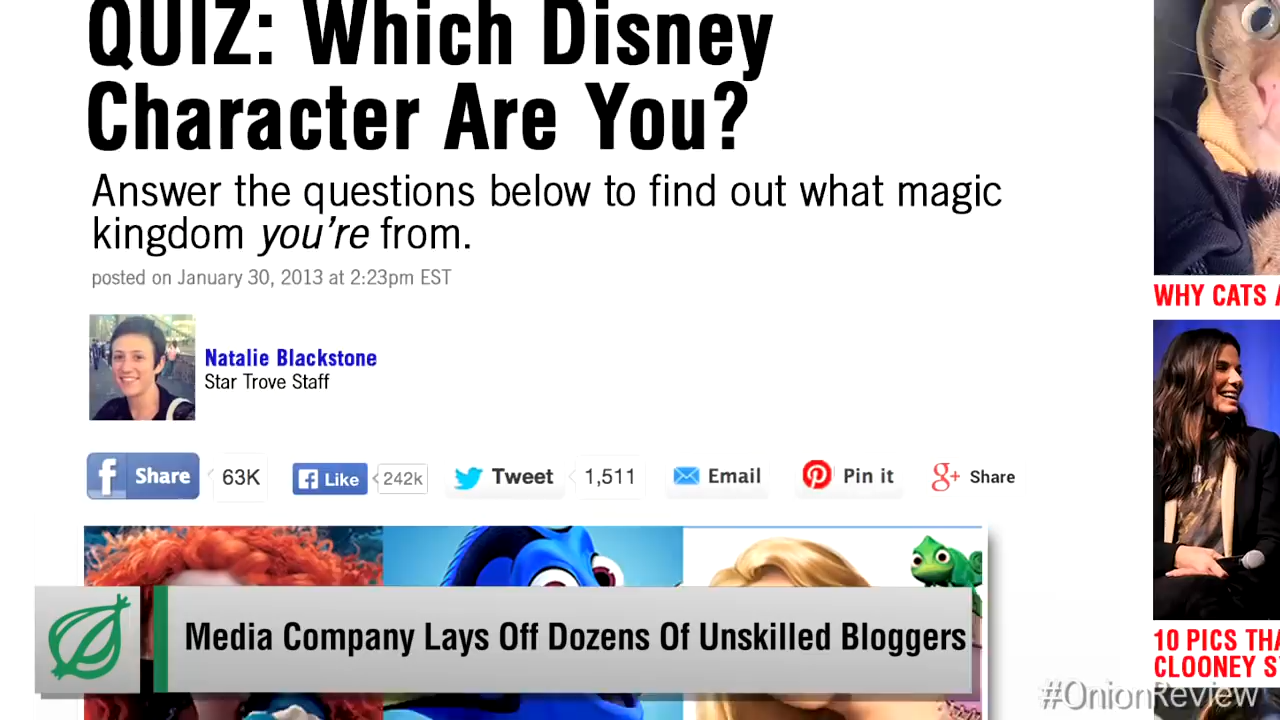 QUIZ: Which Disney
Character Are You?
Answer the questions below to find out what magic
kingdom you're from.
posted on January 30, 2013 at 2:23pm EST
Natalie Blackstone
Star Trove Staff
f Share 63K
f Like 242k
Tweet 1,511
Email
Pin it
g+ Share
WHY CATS
10 PICS
CLOONEY
Media Company Lays Off Dozens Of Unskilled Bloggers
#OnionReview